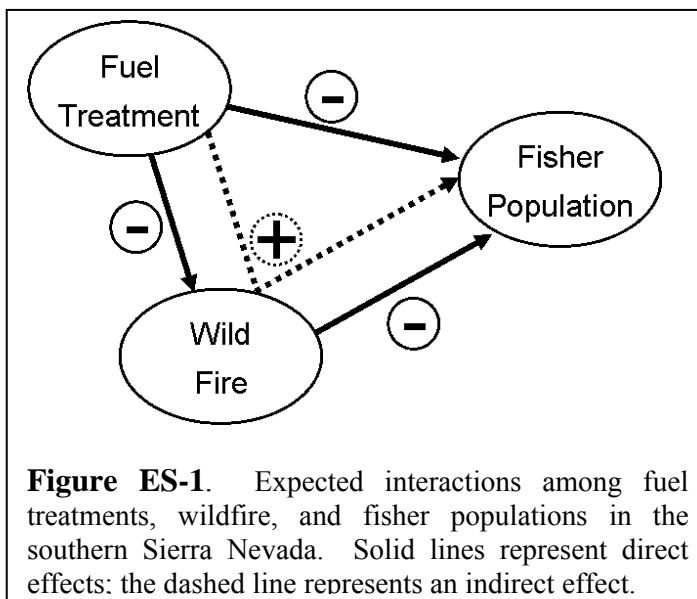 Fuel
Treatment
-
Fisher
Population
-
+
-
Wild
Fire
Figure ES-1. Expected interactions among fuel
treatments, wildfire, and fisher populations in the
southern Sierra Nevada. Solid lines represent direct
effects; the dashed line represents an indirect effect.